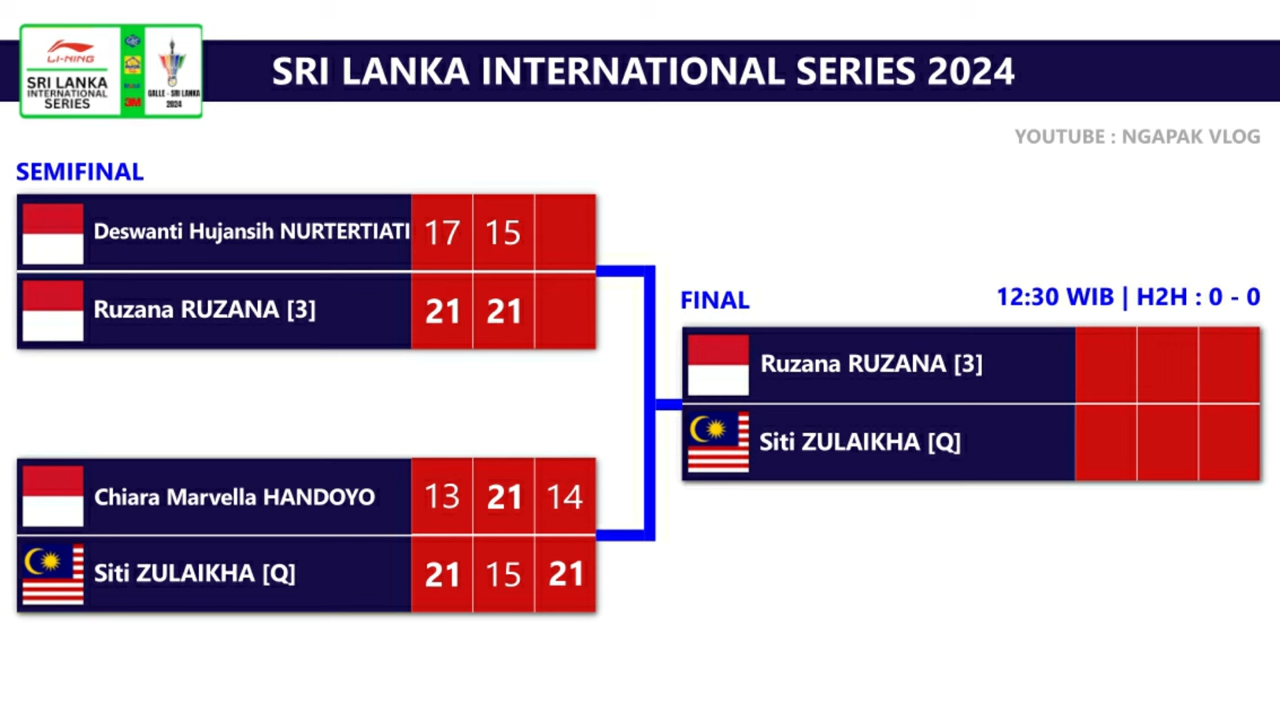 LI-NING
SRI LANKA
INTERNATIONAL
SERIES
3M
GALLE - SRI LANKA
2024
SRI LANKA INTERNATIONAL SERIES 2024
YOUTUBE : NGAPAK VLOG
SEMIFINAL
Deswanti Hujansih NURTERTIATI 17 15
Ruzana RUZANA [3] 21 21
FINAL 12:30 WIB | H2H : 0 - 0
Ruzana RUZANA [3]
Siti ZULAIKHA [Q]
Chiara Marvella HANDOYO 13 21 14
Siti ZULAIKHA [Q] 21 15 21